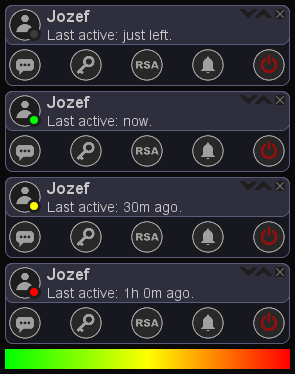 Jozef
Last active: just left.
RSA
Jozef
Last active: now.
RSA
Jozef
Last active: 30m ago.
RSA
Jozef
Last active: 1h 0m ago.
RSA